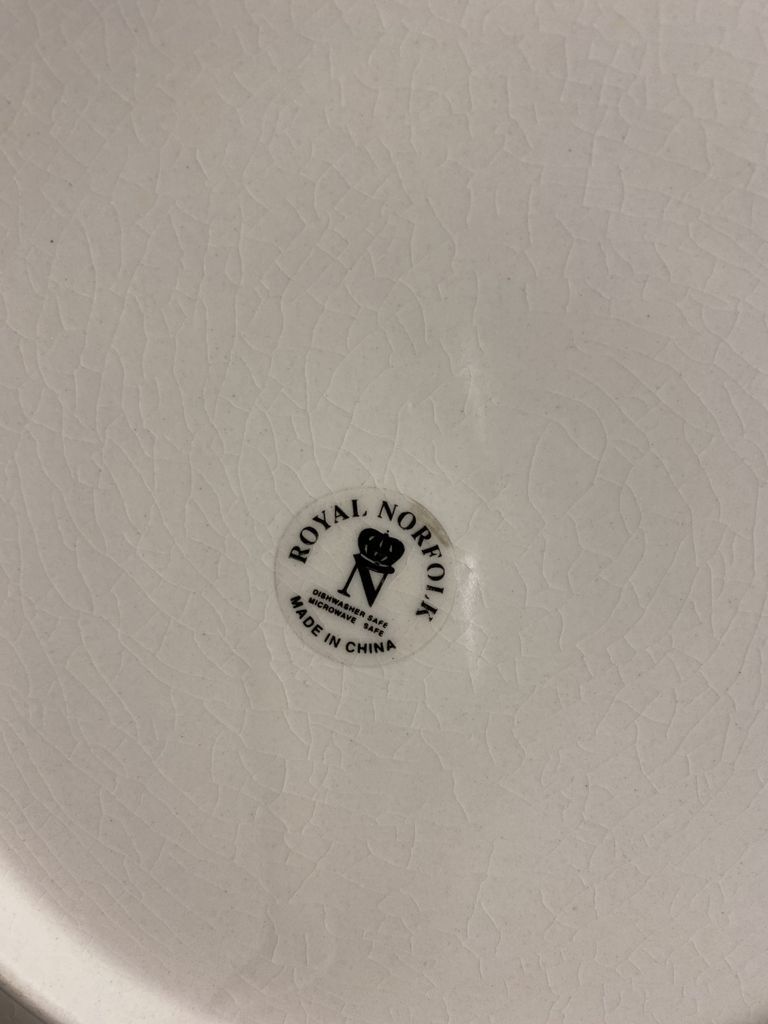 ROYAL NORFOLK
N
DISHWASHER SAFE
MICROWAVE SAFE
MADE IN CHINA